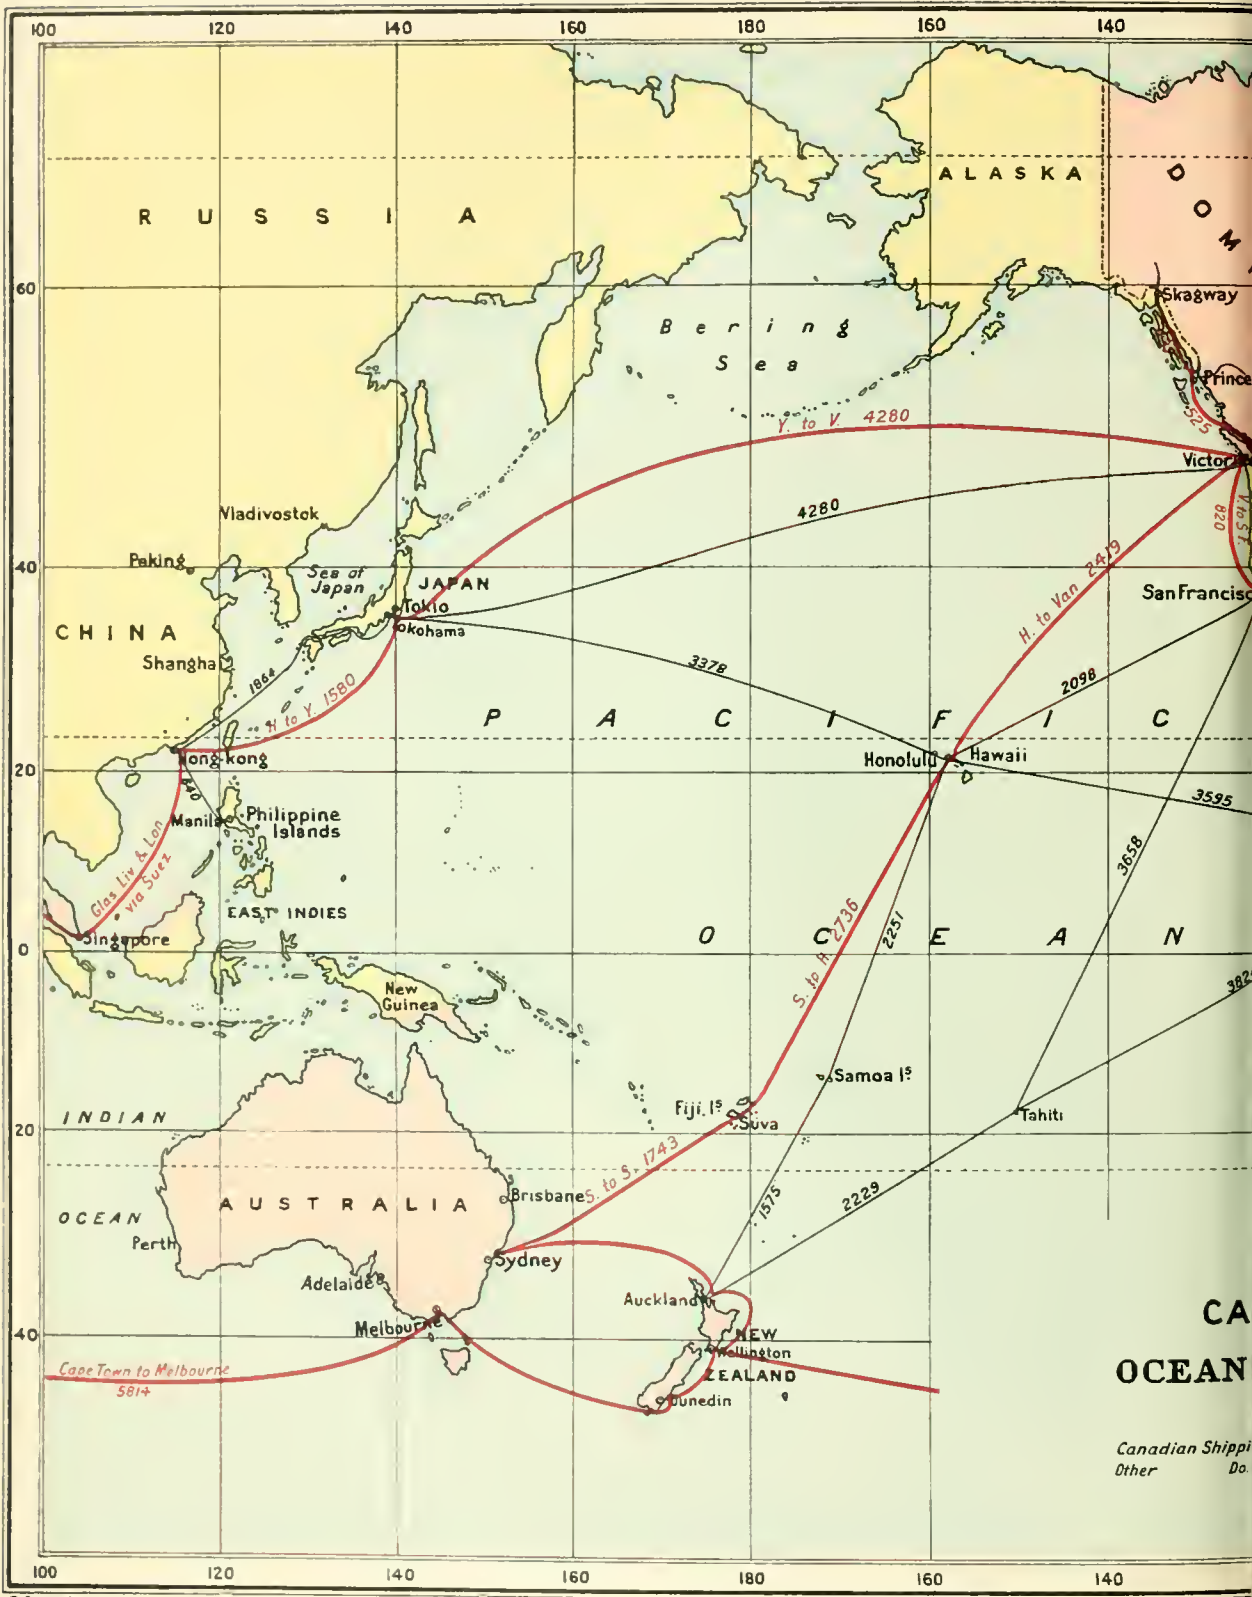 100 120 140 160 180 160 140
RUSSIA
ALASKA
DOM
60
Skagway
Bering
Sea
Prince
525
Y. to V. 4280
Victor
Vladivostok
4280
V. to S.F.
820
Peking
40
Sea of
Japan
JAPAN
H. to Van 2419
Tokio
San Francisc
CHINA
okohama
Shangha
3378
1864
2098
H to Y. 1580
PACIFIC
Hong-kong
Honolulu
Hawaii
20
640
3595
Manila
Philippine
Islands
Glas Liv & Lon
via Suez
3658
EAST INDIES
S. to H. 2736
2251
OCEAN
Singapore
0
New
Guinea
382
Samoa Is
Fiji Is
Suva
Tahiti
INDIAN
20
S. to S. 1743
AUSTRALIA
Brisbane
1575
2229
OCEAN
Perth
Sydney
Adelaide
Auckland
CA
Melbourne
40
NEW
Wellington
ZEALAND
Cape Town to Melbourne
5814
OCEAN
Dunedin
Canadian Shippi
Other Do.
100 120 140 160 180 160 140